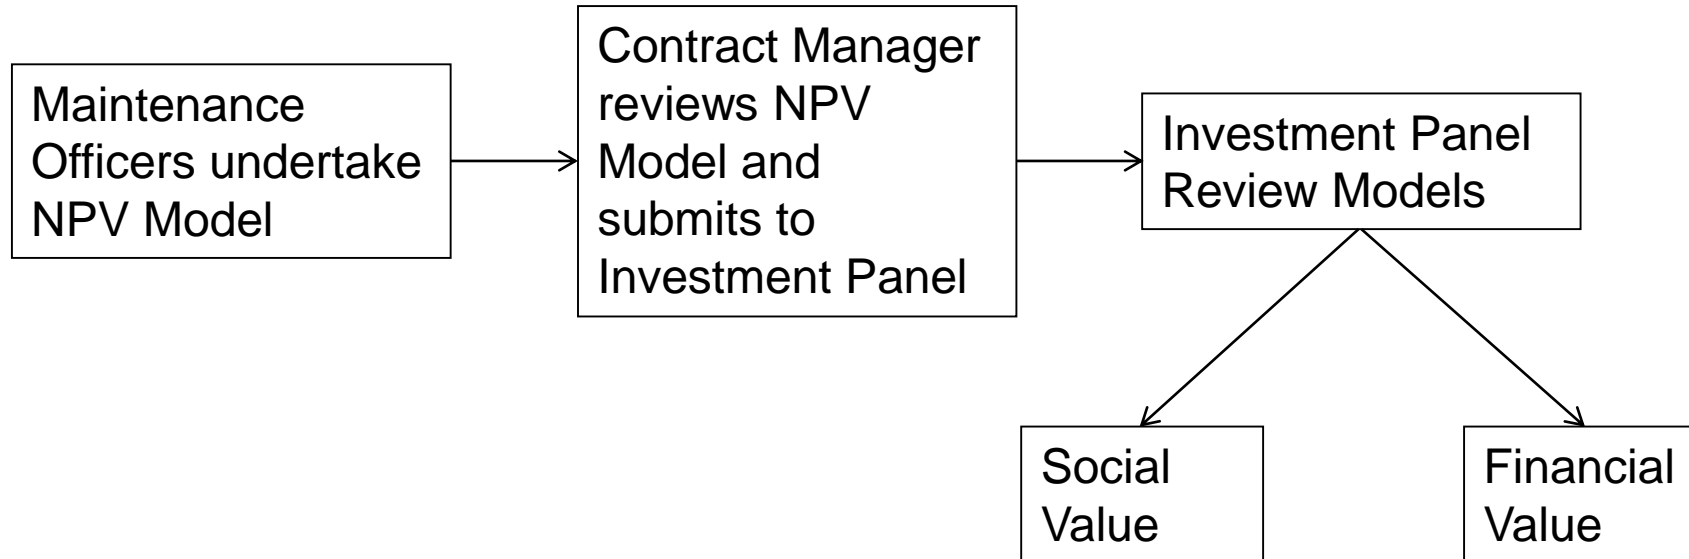 Maintenance
Officers undertake
NPV Model
Contract Manager
reviews NPV
Model and
submits to
Investment Panel
Investment Panel
Review Models
Social
Value
Financial
Value